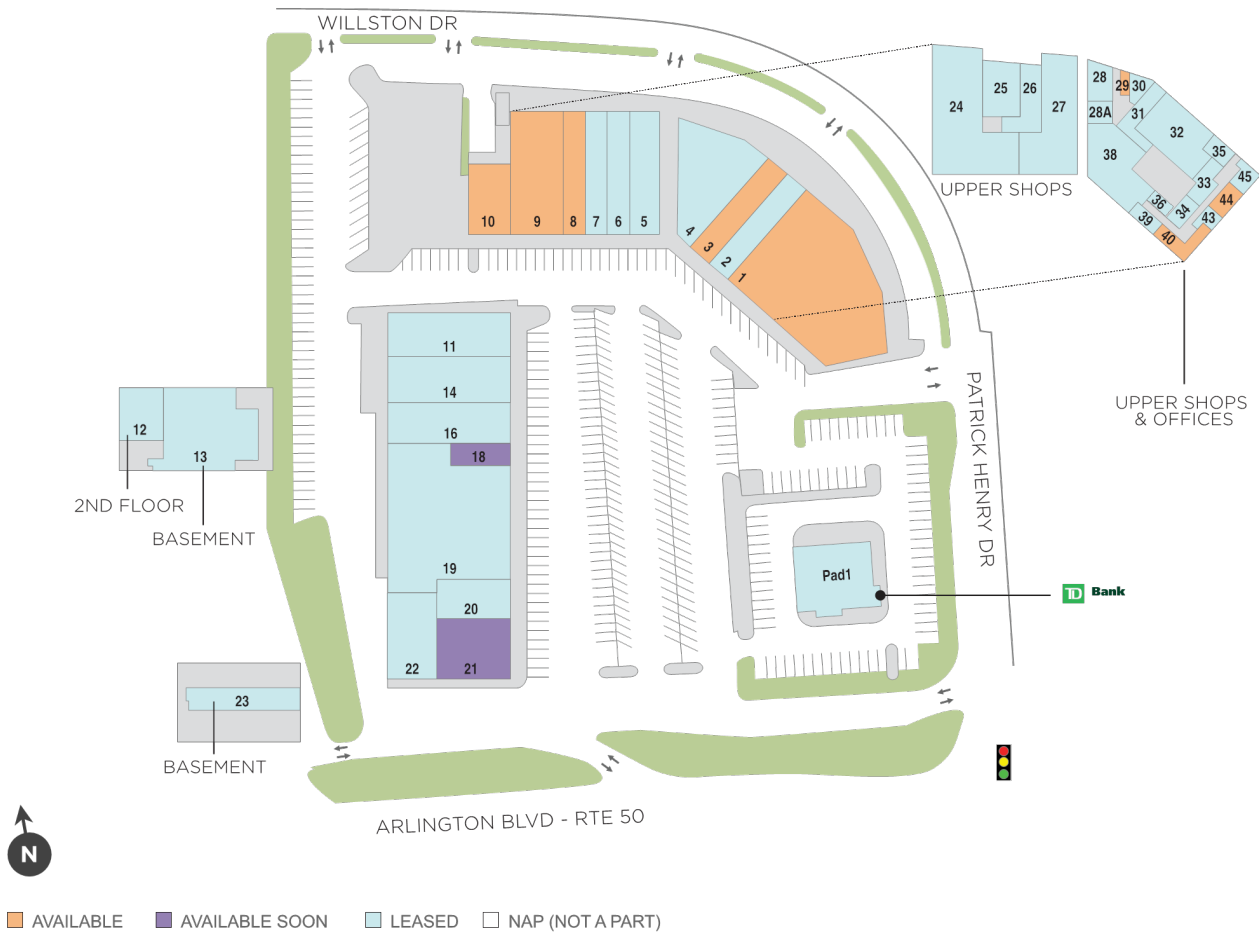 WILLSTON DR
24
25
26
27
UPPER SHOPS
28
29
30
28A
31
32
38
35
33
45
36
34
44
39
40
43
UPPER SHOPS
& OFFICES
10
9
8
7
6
5
4
3
2
1
PATRICK HENRY DR
11
14
16
18
19
20
22
21
12
13
2ND FLOOR
BASEMENT
Pad1
TD Bank
23
BASEMENT
ARLINGTON BLVD - RTE 50
N
AVAILABLE
AVAILABLE SOON
LEASED
NAP (NOT A PART)